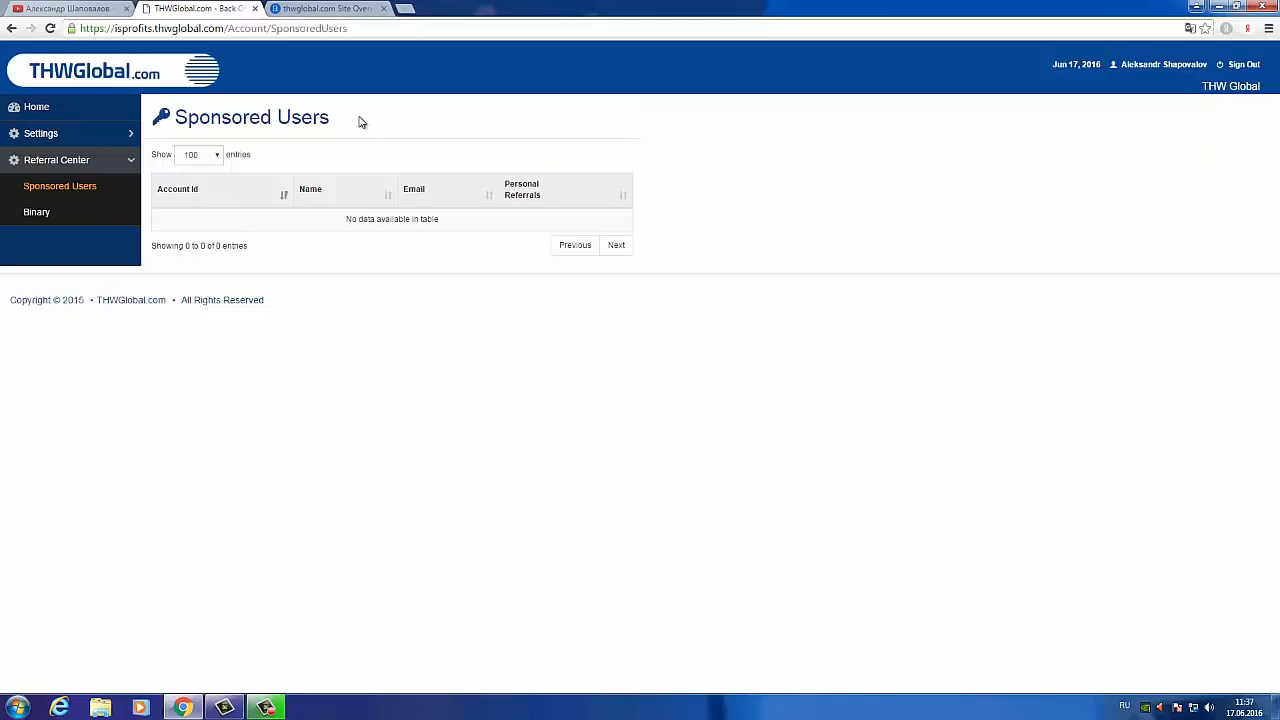 Александр Шаповалов
THWGlobal.com - Back O
thwglobal.com Site Over
https://isprofits.thwglobal.com/Account/SponsoredUsers
THWGlobal.com
Jun 17, 2016 Aleksandr Shapovalov Sign Out
THW Global
Home
Settings
Referral Center
Sponsored Users
Binary
Sponsored Users
Show 100 entries
Account Id Name Email Personal Referrals
No data available in table
Showing 0 to 0 of 0 entries
Previous Next
Copyright © 2015 • THWGlobal.com • All Rights Reserved
RU
11:37
17.06.2016